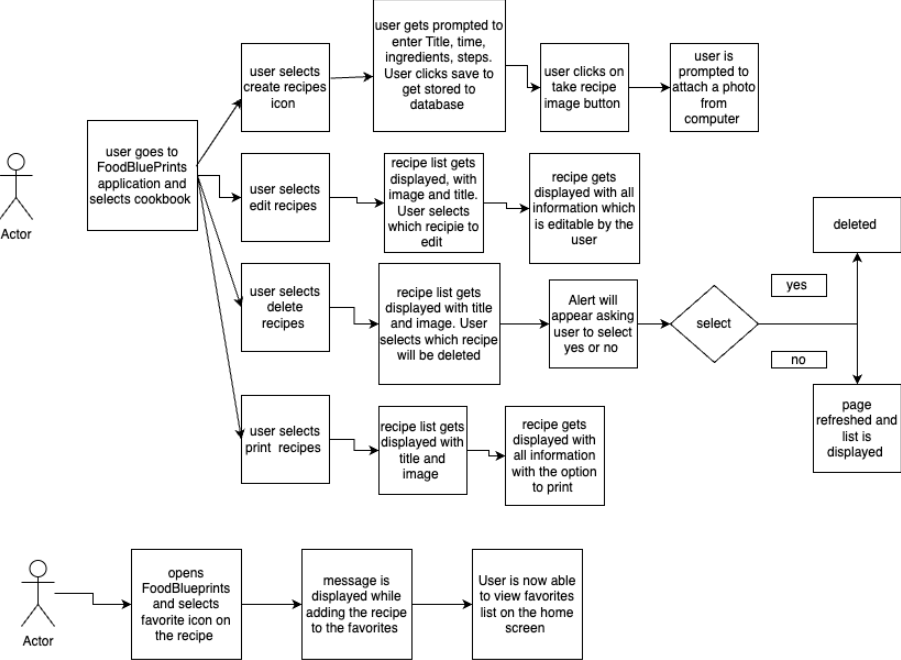 user gets prompted to
enter Title, time,
ingredients, steps.
User clicks save to
get stored to
database
user selects
create recipes
icon
user clicks on
take recipe
image button
user is
prompted to
attach a photo
from
computer
user goes to
FoodBluePrints
application and
selects cookbook
Actor
user selects
edit recipes
recipe list gets
displayed, with
image and title.
User selects
which recipie to
edit
recipe gets
displayed with all
information which
is editable by the
user
deleted
user selects
delete
recipes
recipe list gets
displayed with title
and image. User
selects which recipe
will be deleted
Alert will
appear asking
user to select
yes or no
select
yes
no
page
refreshed and
list is
displayed
user selects
print  recipes
recipe list gets
displayed with
title and
image
recipe gets
displayed with
all information
with the option
to print
Actor
opens
FoodBlueprints
and selects
favorite icon on
the recipe
message is
displayed while
adding the recipe
to the favorites
User is now able
to view favorites
list on the home
screen